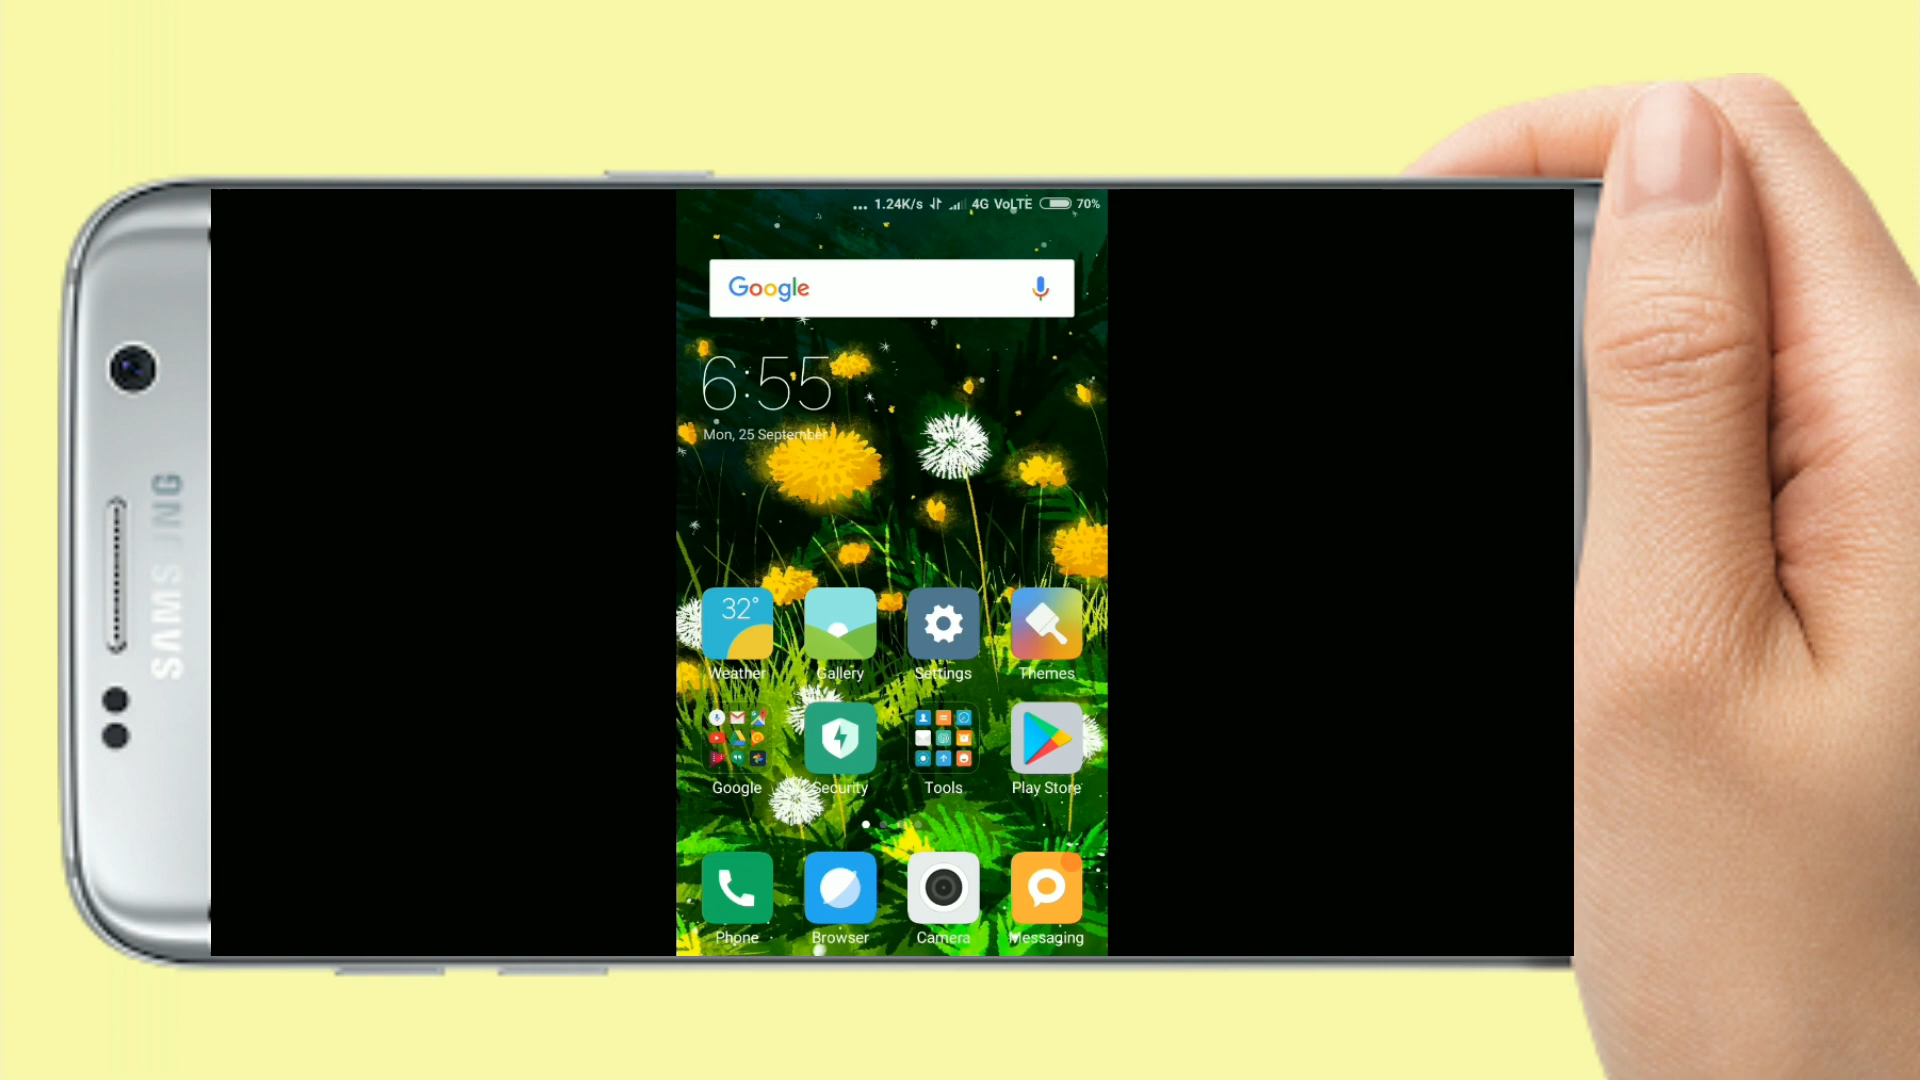 ... 1.24K/s 4G VoLTE 70%
Google
6:55
Mon, 25 September
32°
Weather
Gallery
Settings
Themes
Google
Security
Tools
Play Store
Phone
Browser
Camera
Messaging
SAMSUNG